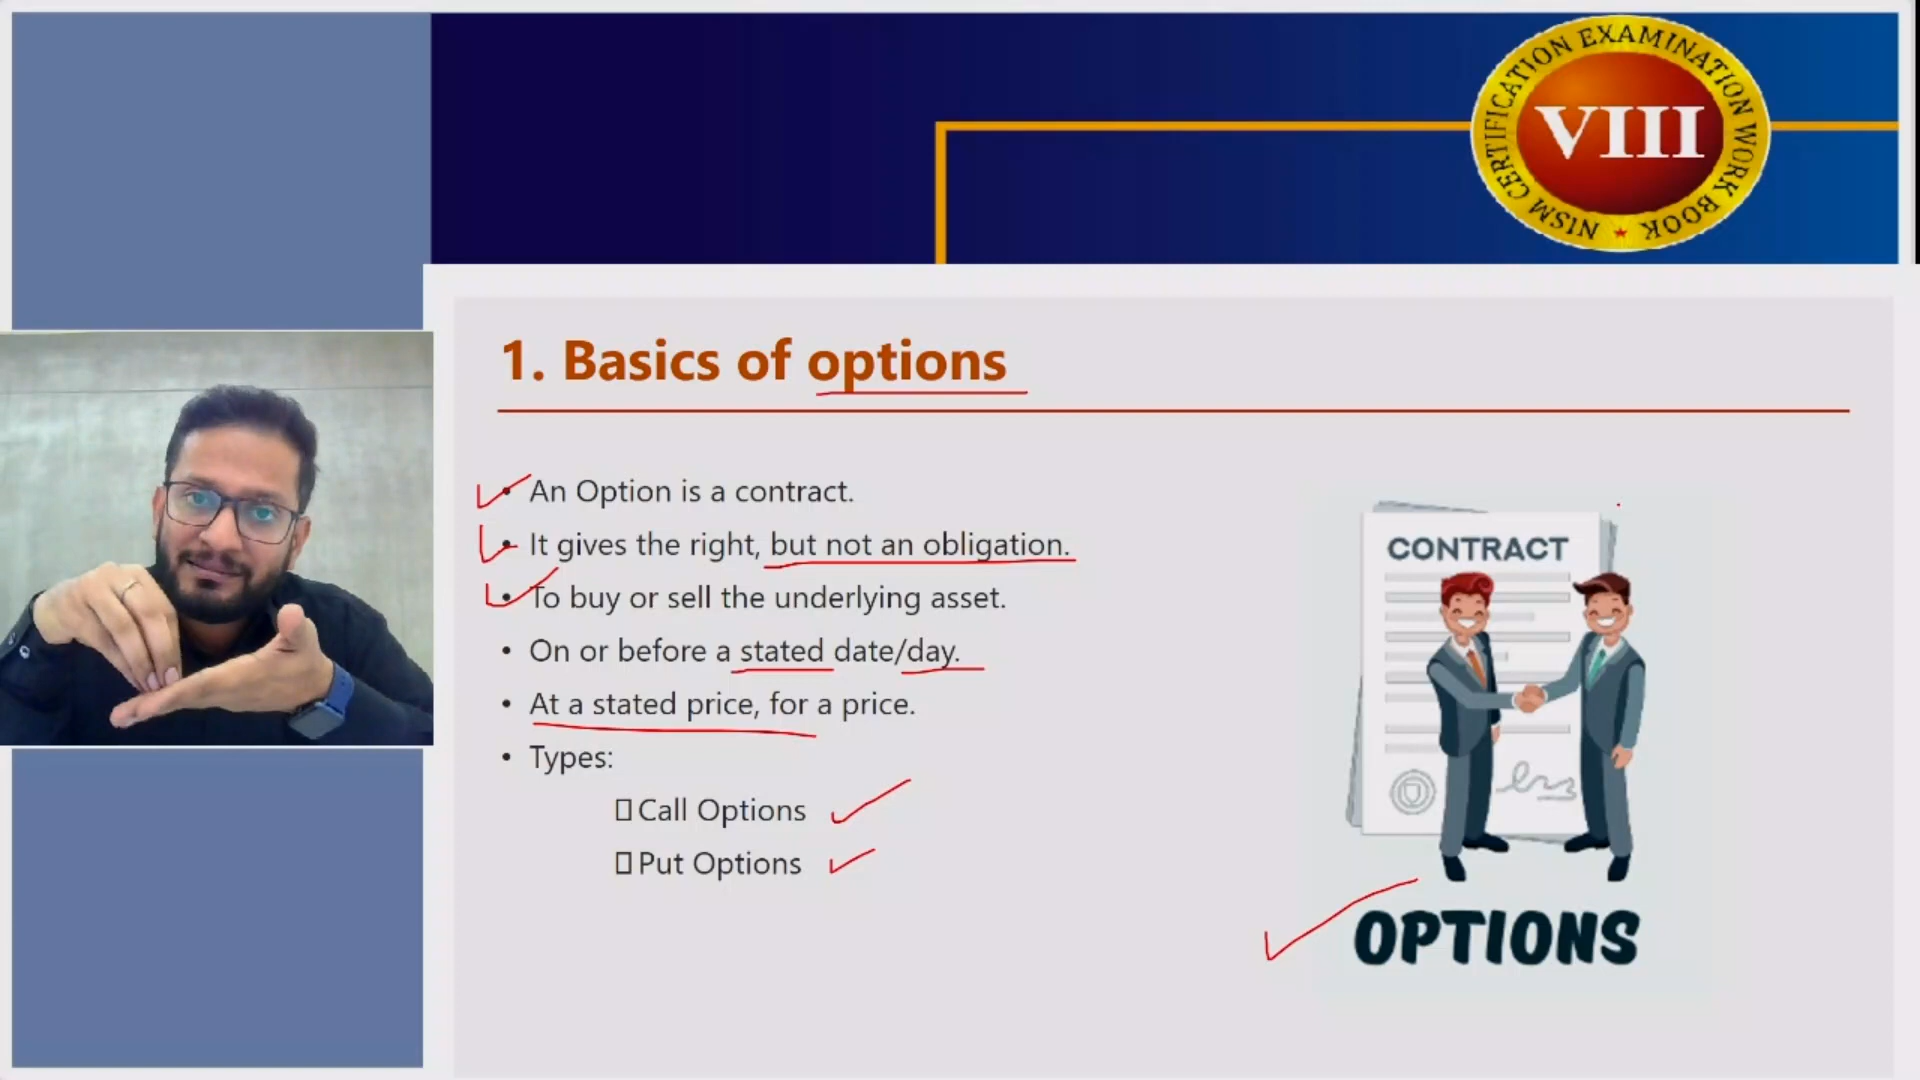 NISM CERTIFICATION EXAMINATION WORK BOOK
VIII
1. Basics of options
• An Option is a contract.
• It gives the right, but not an obligation.
• To buy or sell the underlying asset.
• On or before a stated date/day.
• At a stated price, for a price.
• Types:
Call Options
Put Options
CONTRACT
OPTIONS